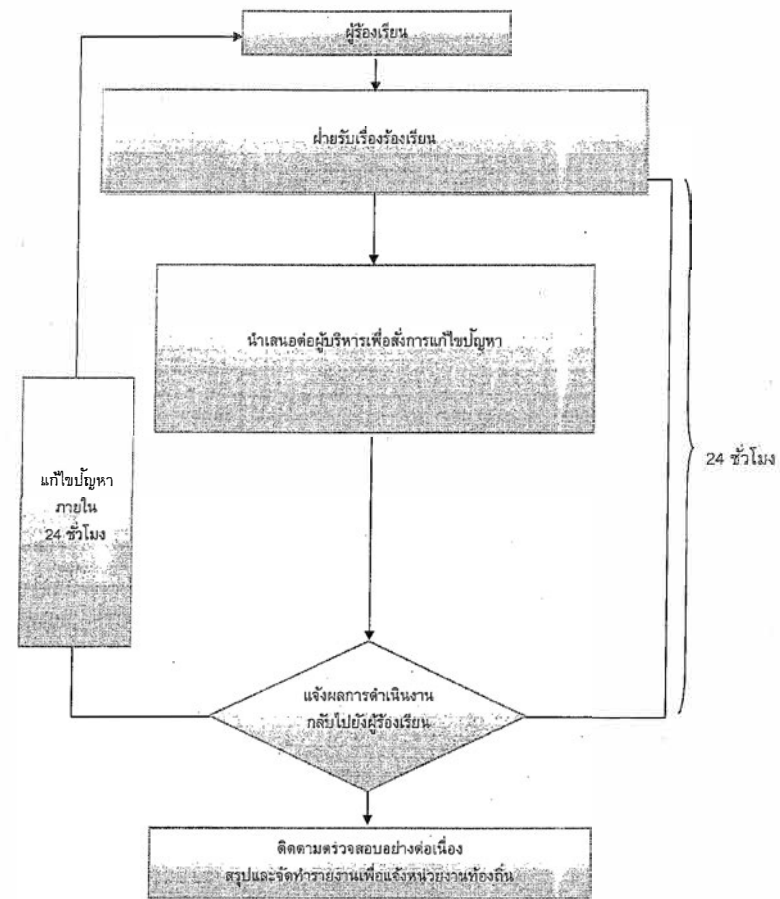 ผู้ร้องเรียน
ฝ่ายรับเรื่องร้องเรียน
นำเสนอต่อผู้บริหารเพื่อสั่งการแก้ไขปัญหา
แก้ไขปัญหา
ภายใน
24 ชั่วโมง
24 ชั่วโมง
แจ้งผลการดำเนินงาน
กลับไปยังผู้ร้องเรียน
ติดตามตรวจสอบอย่างต่อเนื่อง
สรุปและจัดทำรายงานเพื่อแจ้งหน่วยงานท้องถิ่น